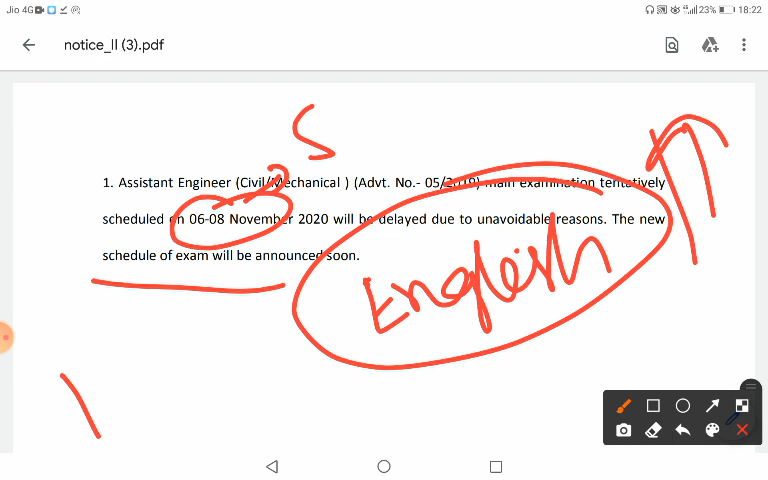 Jio 4G 23% 18:22
notice_ll (3).pdf
1. Assistant Engineer (Civil/Mechanical ) (Advt. No.- 05/2019) main examination tentatively
scheduled on 06-08 November 2020 will be delayed due to unavoidable reasons. The new
schedule of exam will be announced soon.
English